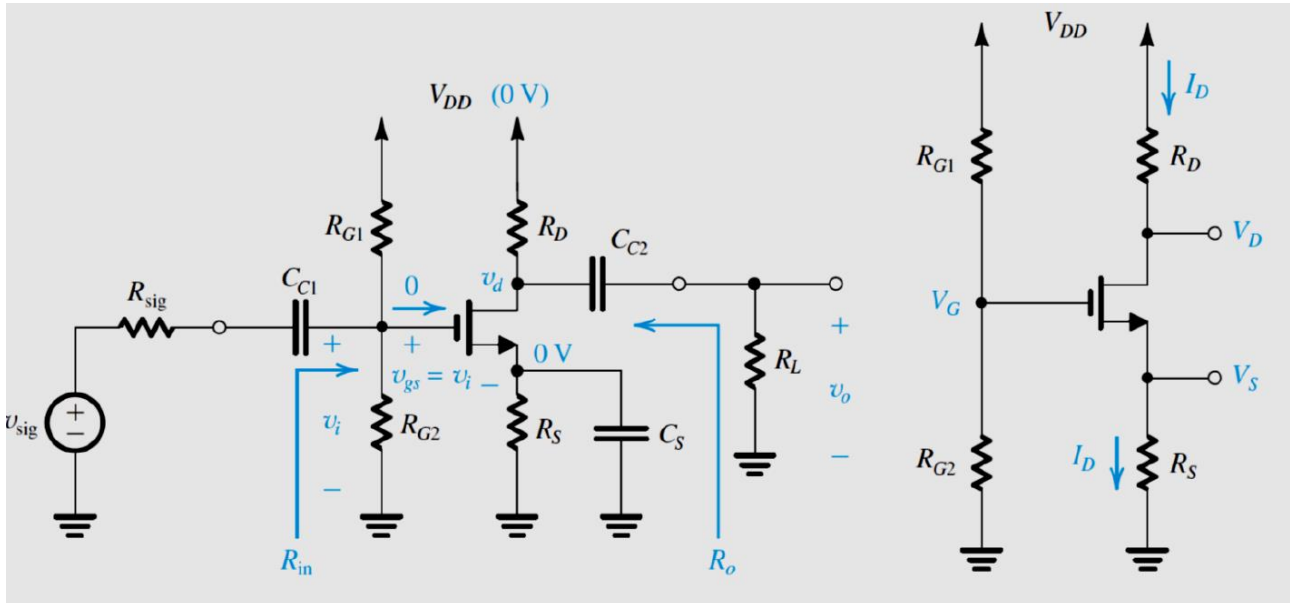 V_DD (0 V)
R_G1
R_D
C_C2
R_sig
C_C1
0
v_d
+
+
0 V
+
v_gs = v_i −
R_L
v_o
+
−
v_sig
v_i
R_G2
R_S
C_S
−
−
R_in
R_o
V_DD
I_D
R_G1
R_D
V_D
V_G
V_S
R_G2
I_D
R_S